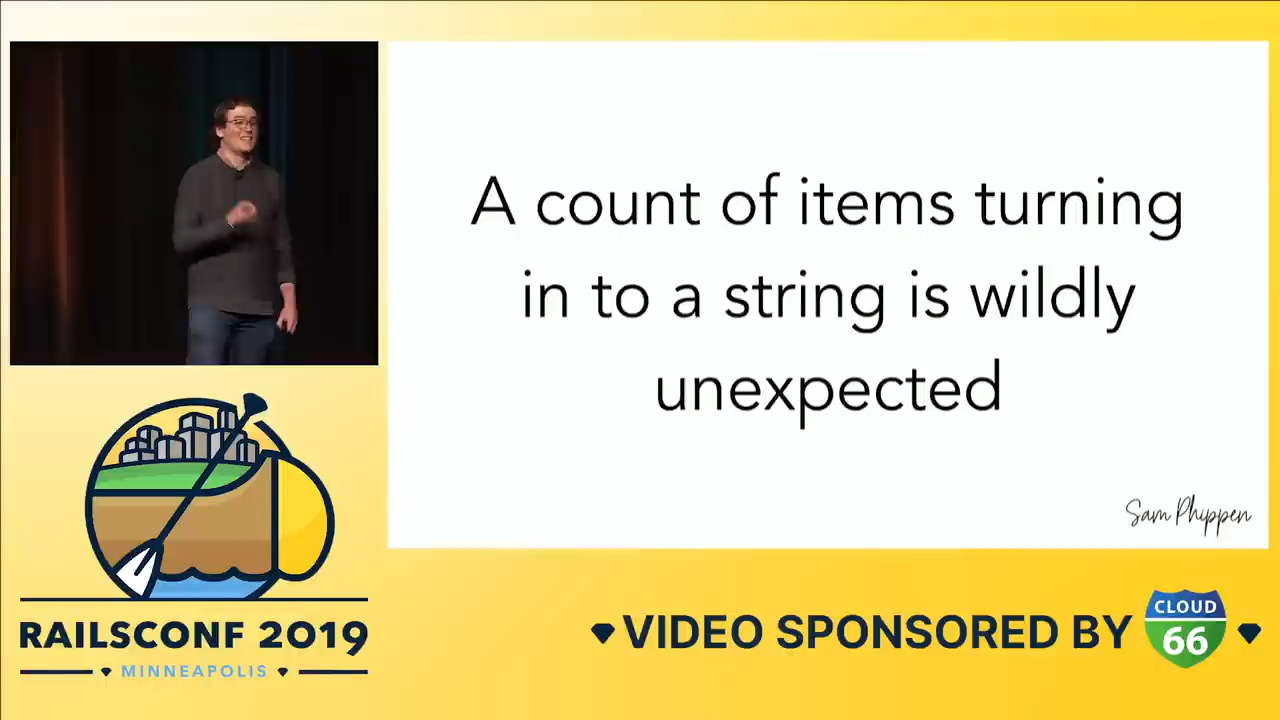 A count of items turning
in to a string is wildly
unexpected
Sam Phippen
RAILSCONF 2019
MINNEAPOLIS
VIDEO SPONSORED BY
CLOUD
66